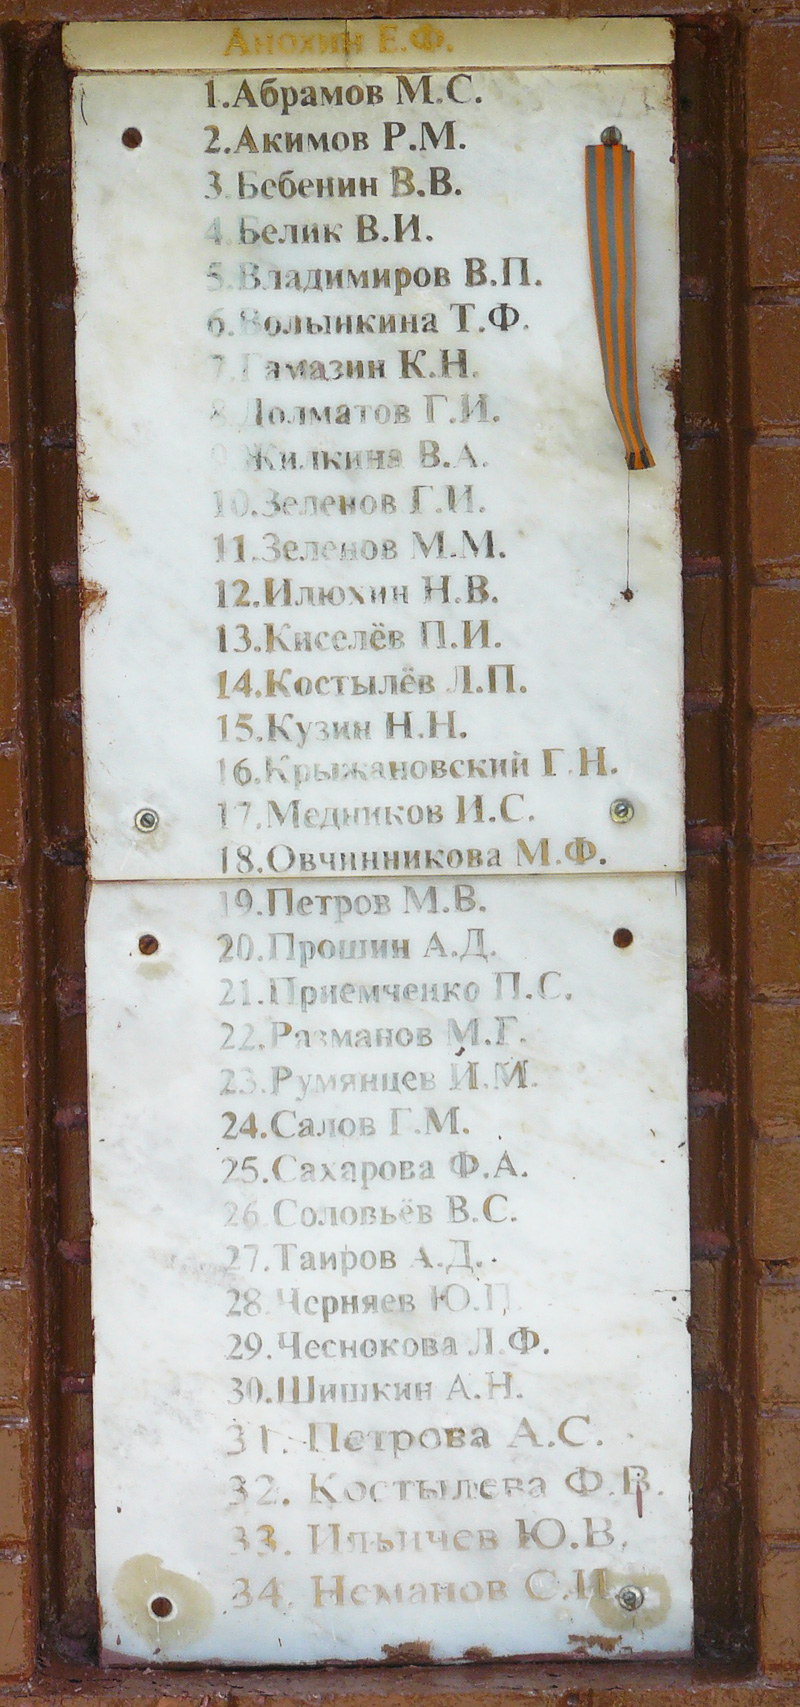 Анохин Е.Ф.
1.Абрамов М.С.
2.Акимов Р.М.
3.Бебенин В.В.
4.Белик В.И.
5.Владимиров В.П.
6.Волынкина Т.Ф.
7.Гамазин К.Н.
8.Долматов Г.И.
9.Жилкина В.А.
10.Зеленов Г.И.
11.Зеленов М.М.
12.Илюхин Н.В.
13.Киселёв П.И.
14.Костылёв Л.П.
15.Кузин Н.Н.
16.Крыжановский Г.Н.
17.Медников И.С.
18.Овчинникова М.Ф.
19.Петров М.В.
20.Прошин А.Д.
21.Приемченко П.С.
22.Разманов М.Г.
23.Румянцев И.М.
24.Салов Г.М.
25.Сахарова Ф.А.
26.Соловьёв В.С.
27.Таиров А.Д.
28.Черняев Ю.П.
29.Чеснокова Л.Ф.
30.Шишкин А.Н.
31. Петрова А.С.
32. Костылева Ф.В.
33. Ильичев Ю.В.
34. Неманов С.И.